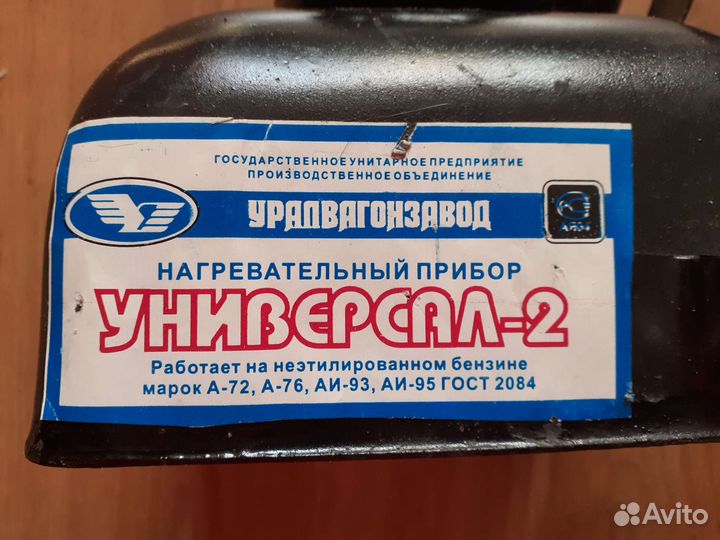 ГОСУДАРСТВЕННОЕ УНИТАРНОЕ ПРЕДПРИЯТИЕ
ПРОИЗВОДСТВЕННОЕ ОБЪЕДИНЕНИЕ
УРАЛВАГОНЗАВОД
НАГРЕВАТЕЛЬНЫЙ ПРИБОР
УНИВЕРСАЛ-2
Работает на неэтилированном бензине
марок А-72, А-76, АИ-93, АИ-95 ГОСТ 2084
Avito